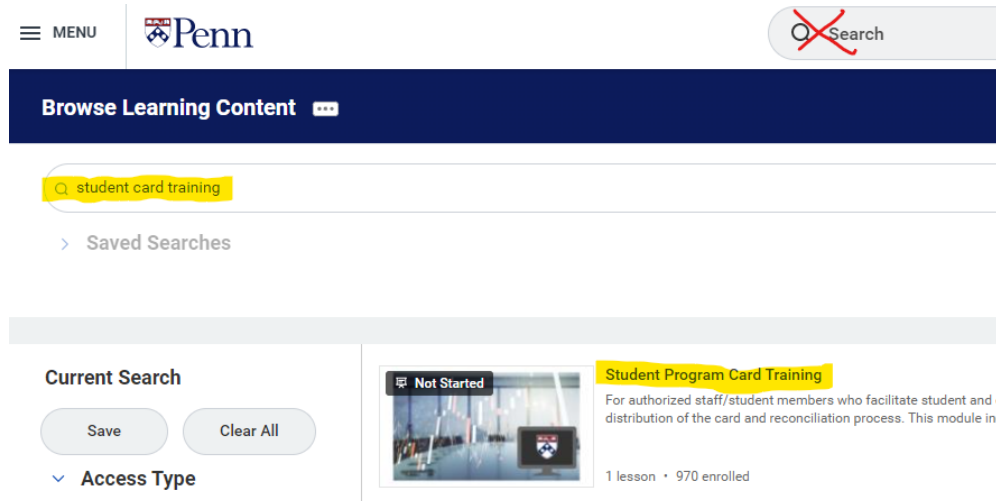 MENU
Penn
Search
Browse Learning Content
student card training
Saved Searches
Current Search
Save
Clear All
Access Type
Not Started
Student Program Card Training
For authorized staff/student members who facilitate student and
distribution of the card and reconciliation process. This module in
1 lesson • 970 enrolled